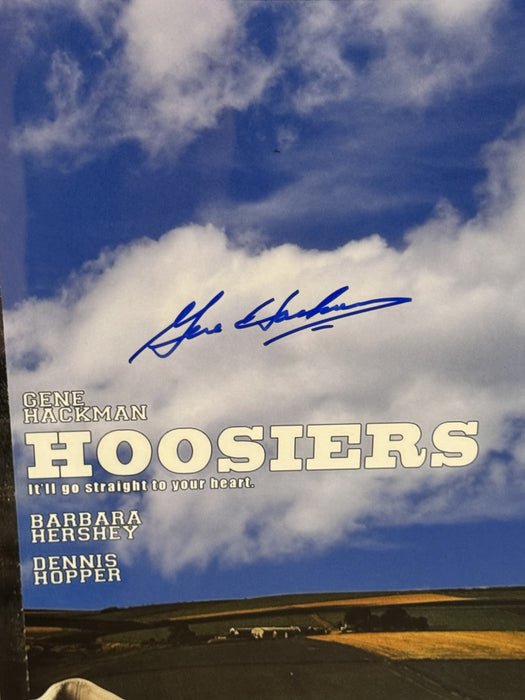 Gene Hackman
GENE
HACKMAN
HOOSIERS
It'll go straight to your heart.
BARBARA
HERSHEY
DENNIS
HOPPER